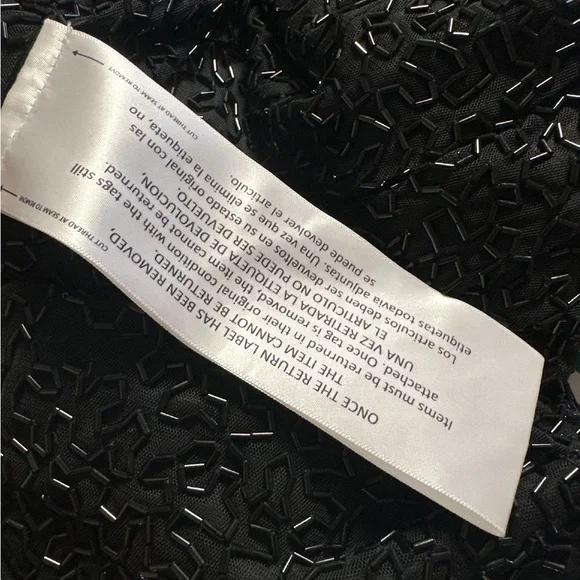 ONCE THE RETURN LABEL HAS BEEN REMOVED,
THE ITEM CANNOT BE RETURNED.
Items must be returned in their original condition with the tags still
attached. Once tag is removed, the item cannot be returned.
UNA VEZ RETIRADA LA ETIQUETA DE DEVOLUCION,
EL ARTICULO NO PUEDE SER DEVUELTO.
Los artículos deben ser devueltos en su estado original con las
etiquetas todavia adjuntas. Una vez que se elimina la etiqueta, no
se puede devolver el artículo.
CUT THREAD AT SEAM TO REMOVE
CUT THREAD AT SEAM TO REMOVE